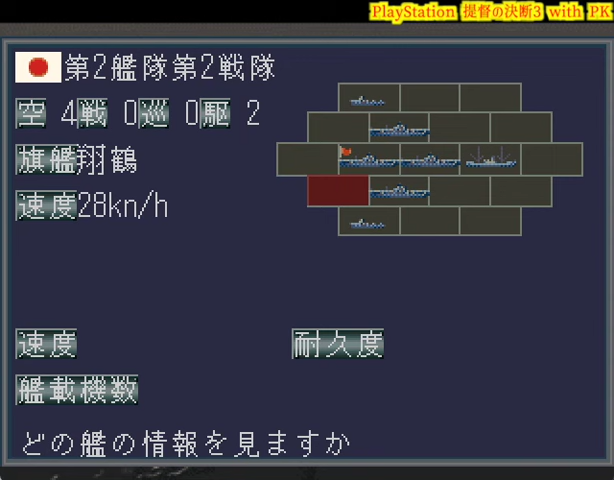 PlayStation 提督の決断3 with PK
第2艦隊第2戦隊
空 4戦 0巡 0駆 2
旗艦翔鶴
速度28kn/h
速度 耐久度
艦載機数
どの艦の情報を見ますか